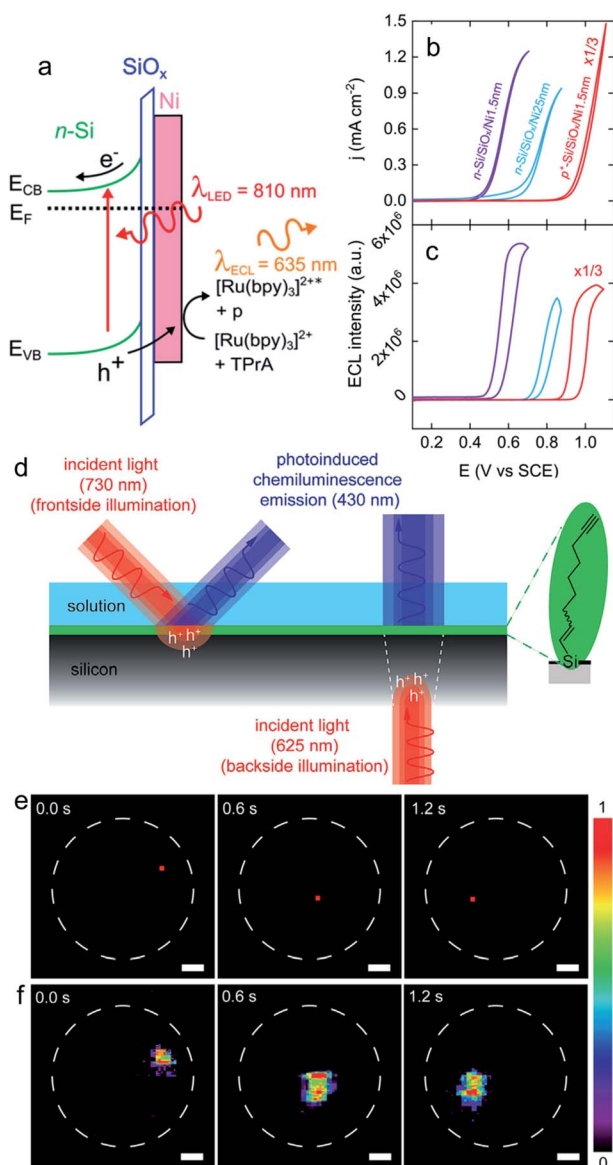 a
SiOx
Ni
n-Si
e-
ECB
EF
λLED = 810 nm
λECL = 635 nm
[Ru(bpy)3]2+*
+ p
[Ru(bpy)3]2+
+ TPrA
EVB
h+
b
j (mA cm-2)
1.5
1.2
0.9
0.6
0.3
0.0
n-Si/SiOx/Ni1.5nm
n-Si/SiOx/Ni25nm
p+-Si/SiOx/Ni1.5nm
x1/3
c
ECL intensity (a.u.)
6x10^6
4x10^6
2x10^6
0
x1/3
0.2 0.4 0.6 0.8 1.0
E (V vs SCE)
d
incident light
(730 nm)
(frontside illumination)
photoinduced
chemiluminescence
emission (430 nm)
solution
h+ h+
h+
silicon
h+ h+
h+
incident light
(625 nm)
(backside illumination)
Si
e
0.0 s
0.6 s
1.2 s
1
f
0.0 s
0.6 s
1.2 s
0